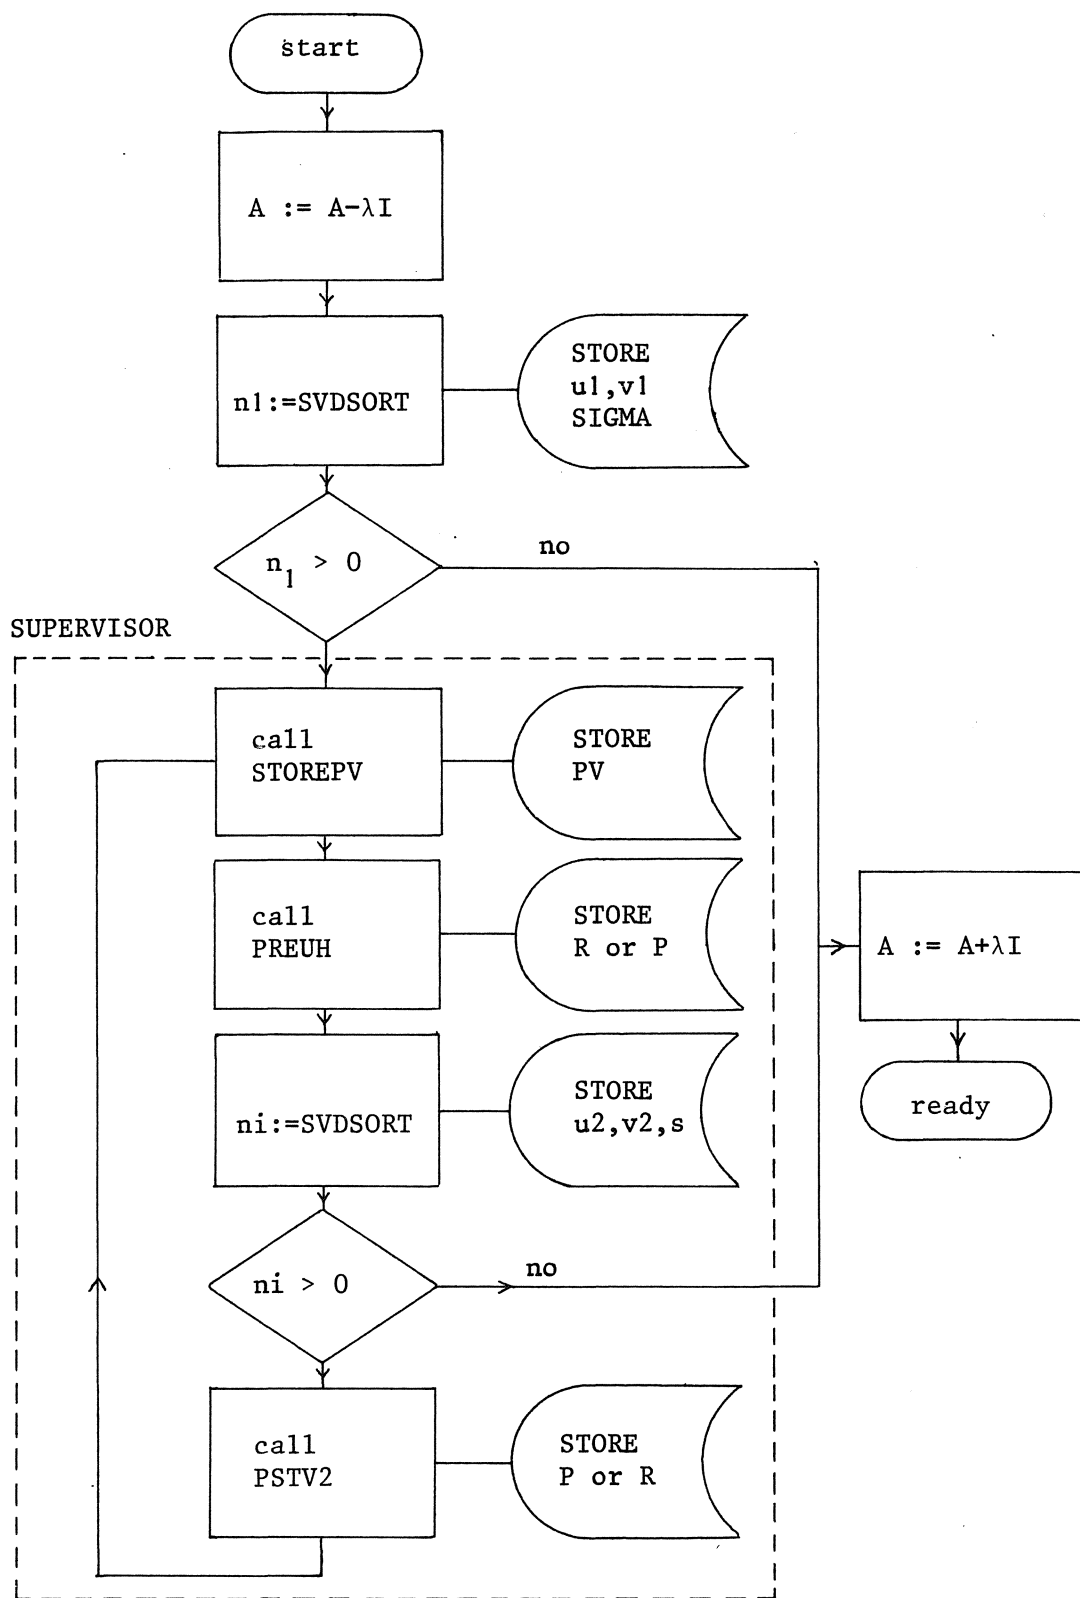 start
A := A-λI
n1:=SVDSORT
STORE
u1,v1
SIGMA
n1 > 0
no
SUPERVISOR
call
STOREPV
STORE
PV
call
PREUH
STORE
R or P
A := A+λI
ready
ni:=SVDSORT
STORE
u2,v2,s
ni > 0
no
call
PSTV2
STORE
P or R